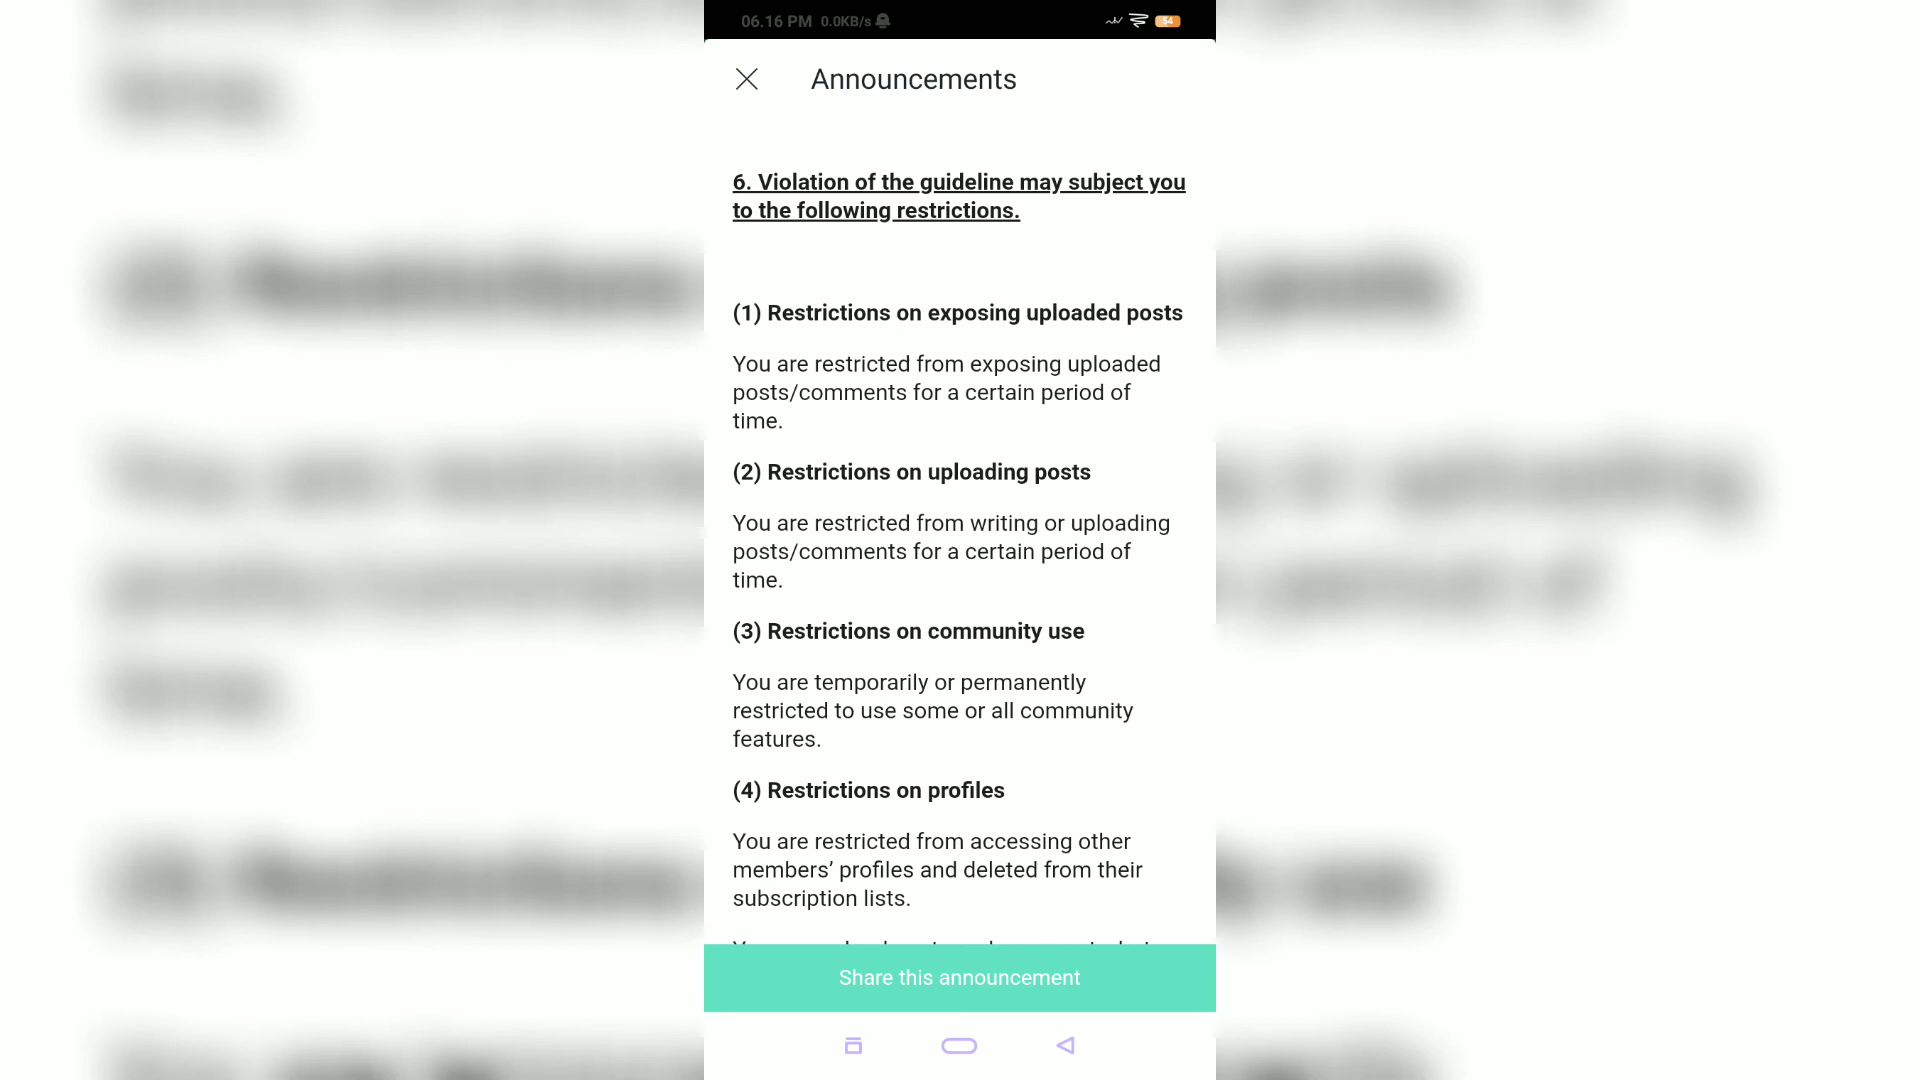 06.16 PM 0.0KB/s
54
Announcements
6. Violation of the guideline may subject you
to the following restrictions.
(1) Restrictions on exposing uploaded posts
You are restricted from exposing uploaded
posts/comments for a certain period of
time.
(2) Restrictions on uploading posts
You are restricted from writing or uploading
posts/comments for a certain period of
time.
(3) Restrictions on community use
You are temporarily or permanently
restricted to use some or all community
features.
(4) Restrictions on profiles
You are restricted from accessing other
members’ profiles and deleted from their
subscription lists.
Share this announcement